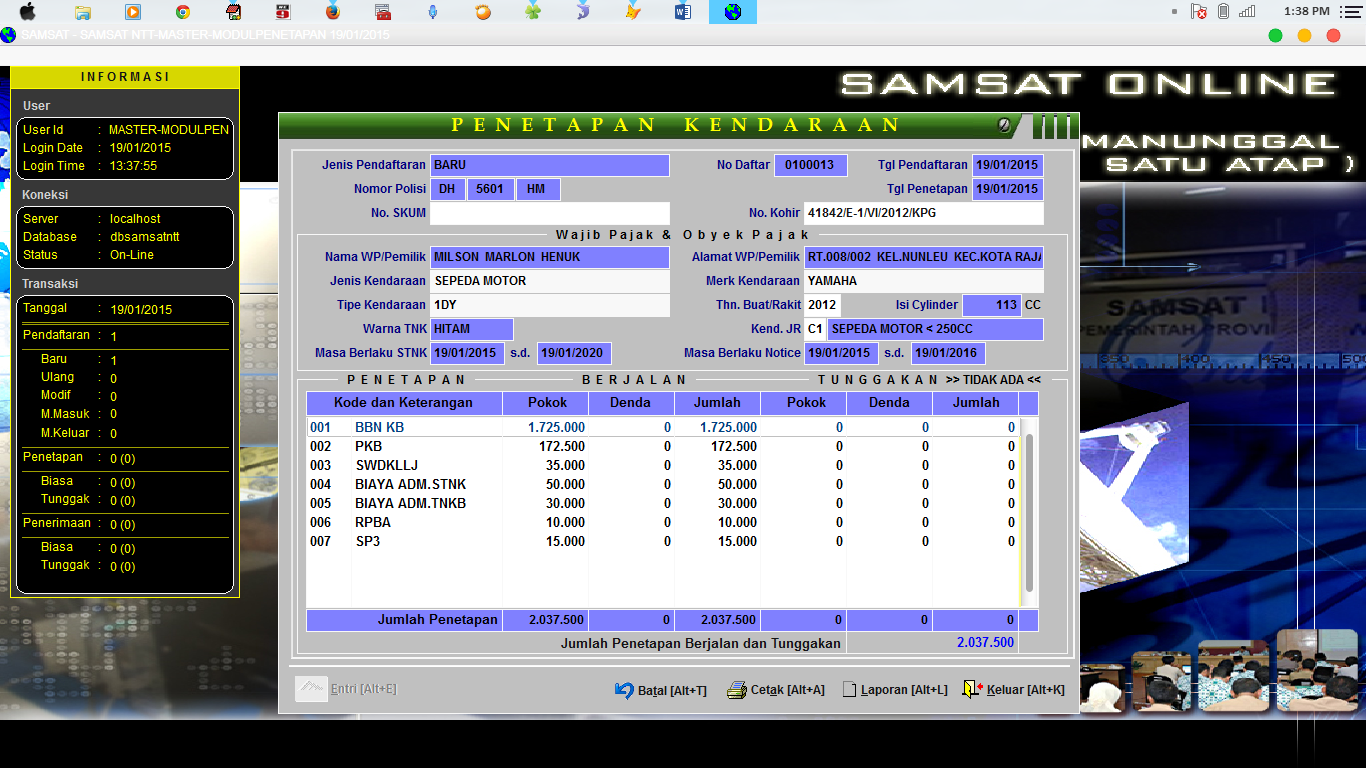 1:38 PM
SAMSAT - SAMSAT NTT-MASTER-MODULPENETAPAN 19/01/2015
INFORMASI
User
User Id : MASTER-MODULPEN
Login Date : 19/01/2015
Login Time : 13:37:55
Koneksi
Server : localhost
Database : dbsamsatntt
Status : On-Line
Transaksi
Tanggal : 19/01/2015
Pendaftaran : 1
Baru : 1
Ulang : 0
Modif : 0
M.Masuk : 0
M.Keluar : 0
Penetapan : 0 (0)
Biasa : 0 (0)
Tunggak : 0 (0)
Penerimaan : 0 (0)
Biasa : 0 (0)
Tunggak : 0 (0)
SAMSAT ONLINE
MANUNGGAL
SATU ATAP )
SAMSAT
PEMERINTAH PROVI
350 400 450 50
PENETAPAN KENDARAAN
Jenis Pendaftaran BARU No Daftar 0100013 Tgl Pendaftaran 19/01/2015
Nomor Polisi DH 5601 HM Tgl Penetapan 19/01/2015
No. SKUM No. Kohir 41842/E-1/VI/2012/KPG
Wajib Pajak & Obyek Pajak
Nama WP/Pemilik MILSON MARLON HENUK Alamat WP/Pemilik RT.008/002 KEL.NUNLEU KEC.KOTA RAJA
Jenis Kendaraan SEPEDA MOTOR Merk Kendaraan YAMAHA
Tipe Kendaraan 1DY Thn. Buat/Rakit 2012 Isi Cylinder 113 CC
Warna TNK HITAM Kend. JR C1 SEPEDA MOTOR < 250CC
Masa Berlaku STNK 19/01/2015 s.d. 19/01/2020 Masa Berlaku Notice 19/01/2015 s.d. 19/01/2016
PENETAPAN BERJALAN TUNGGAKAN >> TIDAK ADA <<
Kode dan Keterangan Pokok Denda Jumlah Pokok Denda Jumlah
001 BBN KB 1.725.000 0 1.725.000 0 0 0
002 PKB 172.500 0 172.500 0 0 0
003 SWDKLLJ 35.000 0 35.000 0 0 0
004 BIAYA ADM.STNK 50.000 0 50.000 0 0 0
005 BIAYA ADM.TNKB 30.000 0 30.000 0 0 0
006 RPBA 10.000 0 10.000 0 0 0
007 SP3 15.000 0 15.000 0 0 0
Jumlah Penetapan 2.037.500 0 2.037.500 0 0 0
Jumlah Penetapan Berjalan dan Tunggakan 2.037.500
Entri [Alt+E] Batal [Alt+T] Cetak [Alt+A] Laporan [Alt+L] Keluar [Alt+K]